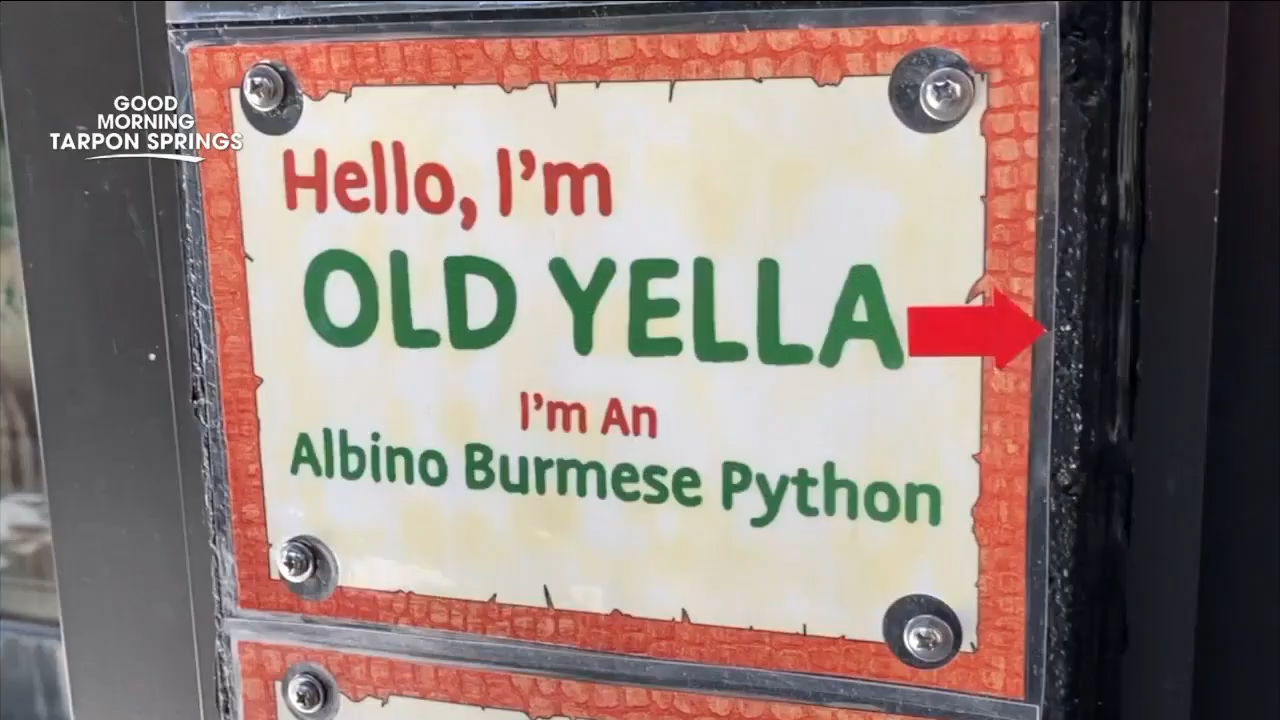 GOOD
MORNING
TARPON SPRINGS
Hello, I'm
OLD YELLA
I'm An
Albino Burmese Python